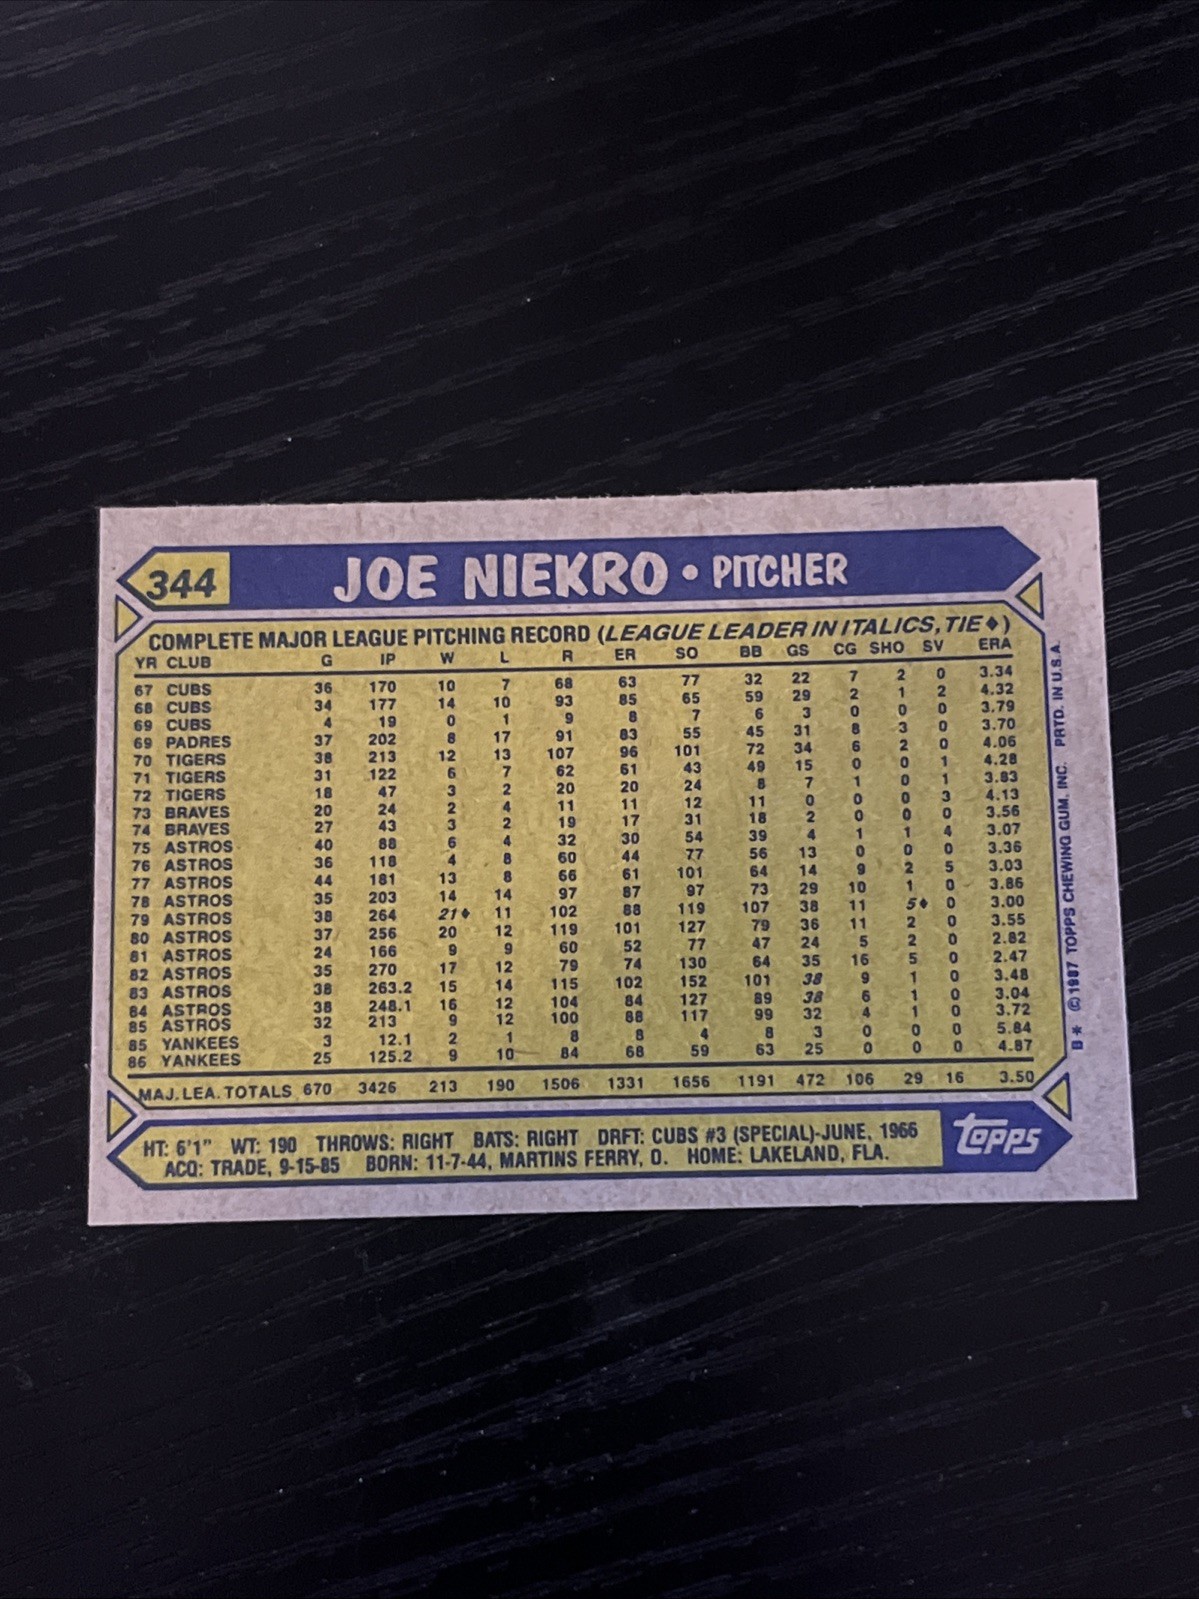 344 JOE NIEKRO • PITCHER
COMPLETE MAJOR LEAGUE PITCHING RECORD (LEAGUE LEADER IN ITALICS, TIE♦)
YR CLUB G IP W L R ER SO BB GS CG SHO SV ERA
67 CUBS 36 170 10 7 68 63 77 32 22 7 2 0 3.34
68 CUBS 34 177 14 10 93 85 65 59 29 2 1 2 4.32
69 CUBS 4 19 0 1 9 8 7 6 3 0 0 0 3.79
69 PADRES 37 202 8 17 91 83 55 45 31 8 3 0 3.70
70 TIGERS 38 213 12 13 107 96 101 72 34 6 2 0 4.06
71 TIGERS 31 122 6 7 62 61 43 49 15 0 0 1 4.28
72 TIGERS 18 47 3 2 20 20 24 8 7 1 0 1 3.83
73 BRAVES 20 24 2 4 11 11 12 11 0 0 0 3 4.13
74 BRAVES 27 43 3 2 19 17 31 18 2 0 0 0 3.56
75 ASTROS 40 88 6 4 32 30 54 39 4 1 1 4 3.07
76 ASTROS 36 118 4 8 60 44 77 56 13 0 0 0 3.36
77 ASTROS 44 181 13 8 66 61 101 64 14 9 2 5 3.03
78 ASTROS 35 203 14 14 97 87 97 73 29 10 1 0 3.86
79 ASTROS 38 264 21♦ 11 102 88 119 107 38 11 5♦ 0 3.00
80 ASTROS 37 256 20 12 119 101 127 79 36 11 2 0 3.55
81 ASTROS 24 166 9 9 60 52 77 47 24 5 2 0 2.82
82 ASTROS 35 270 17 12 79 74 130 64 35 16 5 0 2.47
83 ASTROS 38 263.2 15 14 115 102 152 101 38 9 1 0 3.48
84 ASTROS 38 248.1 16 12 104 84 127 89 38 6 1 0 3.04
85 ASTROS 32 213 9 12 100 88 117 99 32 4 1 0 3.72
85 YANKEES 3 12.1 2 1 8 8 4 8 3 0 0 0 5.84
86 YANKEES 25 125.2 9 10 84 68 59 63 25 0 0 0 4.87
MAJ. LEA. TOTALS 670 3426 213 190 1506 1331 1656 1191 472 106 29 16 3.50
HT: 6'1" WT: 190 THROWS: RIGHT BATS: RIGHT DRFT: CUBS #3 (SPECIAL)-JUNE, 1966
ACQ: TRADE, 9-15-85 BORN: 11-7-44, MARTINS FERRY, O. HOME: LAKELAND, FLA.
TOPPS
B* © 1987 TOPPS CHEWING GUM, INC. PRTD. IN U.S.A.